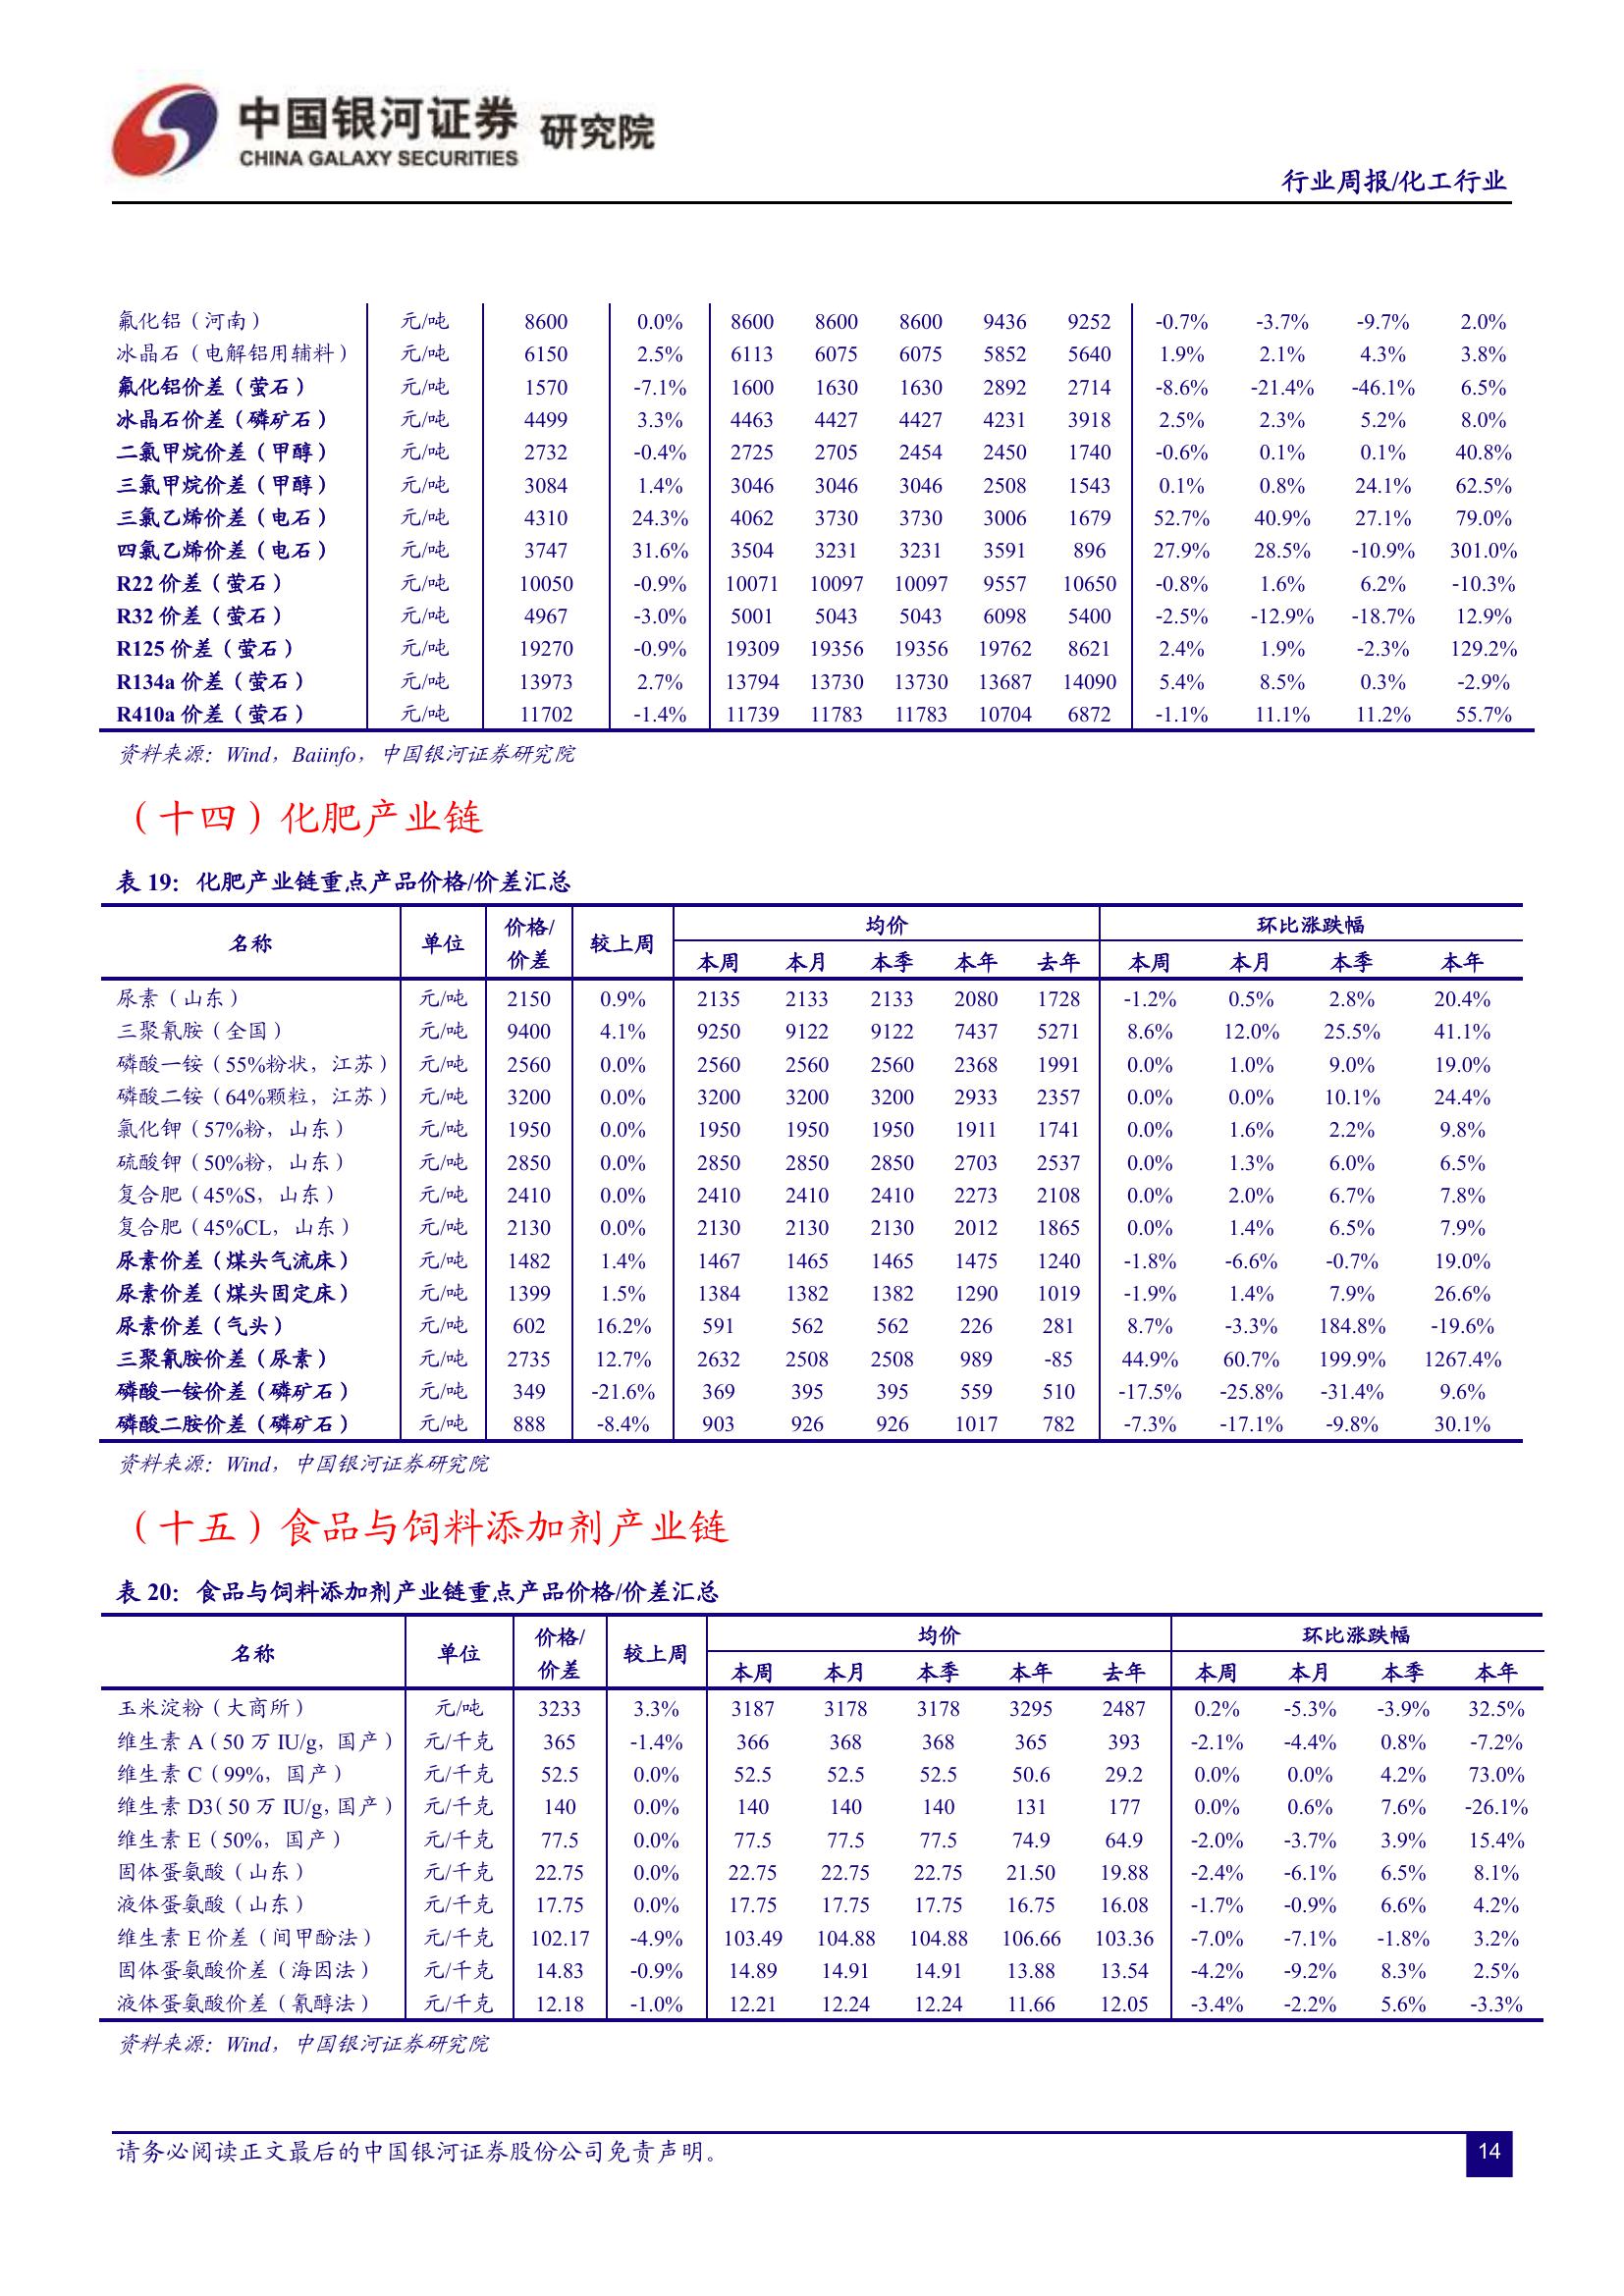 中国银河证券 研究院
CHINA GALAXY SECURITIES
行业周报/化工行业
氟化铝（河南） 元/吨 8600 0.0% 8600 8600 8600 9436 9252 -0.7% -3.7% -9.7% 2.0%
冰晶石（电解铝用辅料） 元/吨 6150 2.5% 6113 6075 6075 5852 5640 1.9% 2.1% 4.3% 3.8%
氟化铝价差（萤石） 元/吨 1570 -7.1% 1600 1630 1630 2892 2714 -8.6% -21.4% -46.1% 6.5%
冰晶石价差（磷矿石） 元/吨 4499 3.3% 4463 4427 4427 4231 3918 2.5% 2.3% 5.2% 8.0%
二氯甲烷价差（甲醇） 元/吨 2732 -0.4% 2725 2705 2454 2450 1740 -0.6% 0.1% 0.1% 40.8%
三氯甲烷价差（甲醇） 元/吨 3084 1.4% 3046 3046 3046 2508 1543 0.1% 0.8% 24.1% 62.5%
三氯乙烯价差（电石） 元/吨 4310 24.3% 4062 3730 3730 3006 1679 52.7% 40.9% 27.1% 79.0%
四氯乙烯价差（电石） 元/吨 3747 31.6% 3504 3231 3231 3591 896 27.9% 28.5% -10.9% 301.0%
R22 价差（萤石） 元/吨 10050 -0.9% 10071 10097 10097 9557 10650 -0.8% 1.6% 6.2% -10.3%
R32 价差（萤石） 元/吨 4967 -3.0% 5001 5043 5043 6098 5400 -2.5% -12.9% -18.7% 12.9%
R125 价差（萤石） 元/吨 19270 -0.9% 19309 19356 19356 19762 8621 2.4% 1.9% -2.3% 129.2%
R134a 价差（萤石） 元/吨 13973 2.7% 13794 13730 13730 13687 14090 5.4% 8.5% 0.3% -2.9%
R410a 价差（萤石） 元/吨 11702 -1.4% 11739 11783 11783 10704 6872 -1.1% 11.1% 11.2% 55.7%
资料来源：Wind，Baiinfo，中国银河证券研究院
（十四）化肥产业链
表 19：化肥产业链重点产品价格/价差汇总
名称 单位 价格/价差 较上周 均价 环比涨跌幅
本周 本月 本季 本年 去年 本周 本月 本季 本年
尿素（山东） 元/吨 2150 0.9% 2135 2133 2133 2080 1728 -1.2% 0.5% 2.8% 20.4%
三聚氰胺（全国） 元/吨 9400 4.1% 9250 9122 9122 7437 5271 8.6% 12.0% 25.5% 41.1%
磷酸一铵（55%粉状，江苏） 元/吨 2560 0.0% 2560 2560 2560 2368 1991 0.0% 1.0% 9.0% 19.0%
磷酸二铵（64%颗粒，江苏） 元/吨 3200 0.0% 3200 3200 3200 2933 2357 0.0% 0.0% 10.1% 24.4%
氯化钾（57%粉，山东） 元/吨 1950 0.0% 1950 1950 1950 1911 1741 0.0% 1.6% 2.2% 9.8%
硫酸钾（50%粉，山东） 元/吨 2850 0.0% 2850 2850 2850 2703 2537 0.0% 1.3% 6.0% 6.5%
复合肥（45%S，山东） 元/吨 2410 0.0% 2410 2410 2410 2273 2108 0.0% 2.0% 6.7% 7.8%
复合肥（45%CL，山东） 元/吨 2130 0.0% 2130 2130 2130 2012 1865 0.0% 1.4% 6.5% 7.9%
尿素价差（煤头气流床） 元/吨 1482 1.4% 1467 1465 1465 1475 1240 -1.8% -6.6% -0.7% 19.0%
尿素价差（煤头固定床） 元/吨 1399 1.5% 1384 1382 1382 1290 1019 -1.9% 1.4% 7.9% 26.6%
尿素价差（气头） 元/吨 602 16.2% 591 562 562 226 281 8.7% -3.3% 184.8% -19.6%
三聚氰胺价差（尿素） 元/吨 2735 12.7% 2632 2508 2508 989 -85 44.9% 60.7% 199.9% 1267.4%
磷酸一铵价差（磷矿石） 元/吨 349 -21.6% 369 395 395 559 510 -17.5% -25.8% -31.4% 9.6%
磷酸二胺价差（磷矿石） 元/吨 888 -8.4% 903 926 926 1017 782 -7.3% -17.1% -9.8% 30.1%
资料来源：Wind，中国银河证券研究院
（十五）食品与饲料添加剂产业链
表 20：食品与饲料添加剂产业链重点产品价格/价差汇总
名称 单位 价格/价差 较上周 均价 环比涨跌幅
本周 本月 本季 本年 去年 本周 本月 本季 本年
玉米淀粉（大商所） 元/吨 3233 3.3% 3187 3178 3178 3295 2487 0.2% -5.3% -3.9% 32.5%
维生素 A（50 万 IU/g，国产） 元/千克 365 -1.4% 366 368 368 365 393 -2.1% -4.4% 0.8% -7.2%
维生素 C（99%，国产） 元/千克 52.5 0.0% 52.5 52.5 52.5 50.6 29.2 0.0% 0.0% 4.2% 73.0%
维生素 D3（50 万 IU/g，国产） 元/千克 140 0.0% 140 140 140 131 177 0.0% 0.6% 7.6% -26.1%
维生素 E（50%，国产） 元/千克 77.5 0.0% 77.5 77.5 77.5 74.9 64.9 -2.0% -3.7% 3.9% 15.4%
固体蛋氨酸（山东） 元/千克 22.75 0.0% 22.75 22.75 22.75 21.50 19.88 -2.4% -6.1% 6.5% 8.1%
液体蛋氨酸（山东） 元/千克 17.75 0.0% 17.75 17.75 17.75 16.75 16.08 -1.7% -0.9% 6.6% 4.2%
维生素 E 价差（间甲酚法） 元/千克 102.17 -4.9% 103.49 104.88 104.88 106.66 103.36 -7.0% -7.1% -1.8% 3.2%
固体蛋氨酸价差（海因法） 元/千克 14.83 -0.9% 14.89 14.91 14.91 13.88 13.54 -4.2% -9.2% 8.3% 2.5%
液体蛋氨酸价差（氰醇法） 元/千克 12.18 -1.0% 12.21 12.24 12.24 11.66 12.05 -3.4% -2.2% 5.6% -3.3%
资料来源：Wind，中国银河证券研究院
请务必阅读正文最后的中国银河证券股份公司免责声明。 14